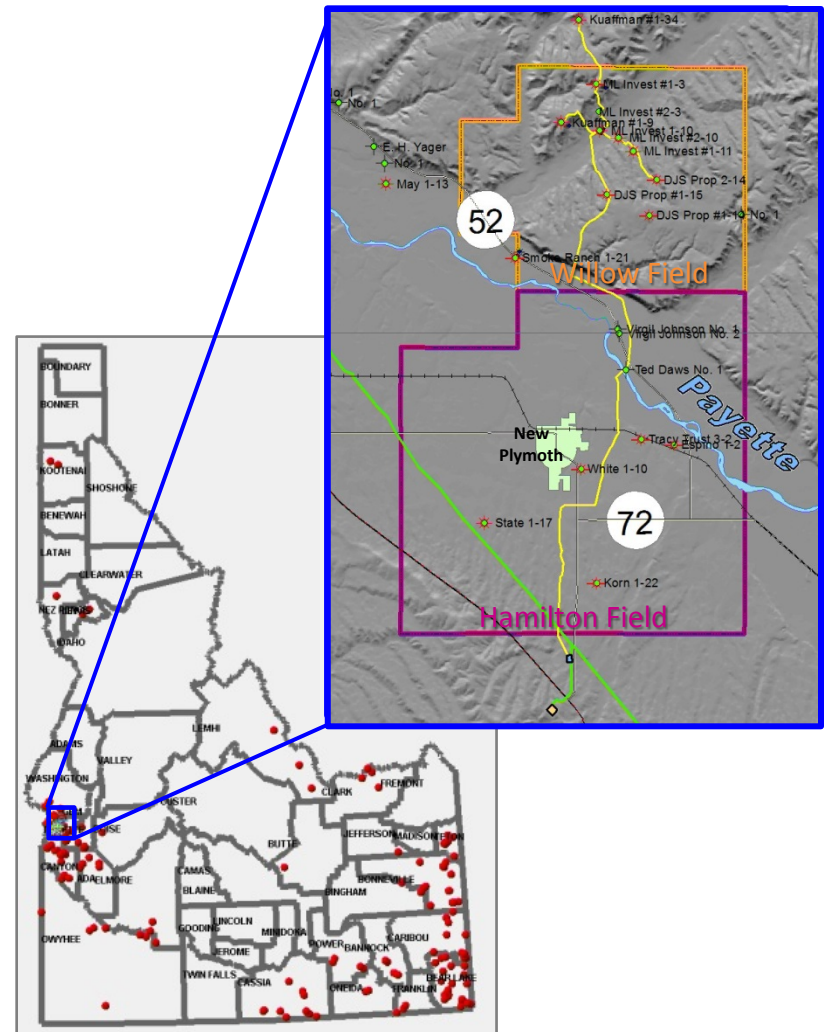 Kuaffman #1-34
ML Invest #1-3
ML Invest #2-3
Kuaffman #1-9
ML Invest 1-10
ML Invest #2-10
ML Invest #1-11
No. 1
No. 1
E. H. Yager
No. 1
May 1-13
DJS Prop 2-14
DJS Prop #1-15
DJS Prop #1-1
No. 1
52
Smoke Ranch 1-21
Willow Field
Virgil Johnson No. 1
Virgil Johnson No. 2
Ted Daws No. 1
Payette
New
Plymoth
Tracy Trust 3-2
Espino 1-2
White 1-10
State 1-17
72
Korn 1-22
Hamilton Field
BOUNDARY
BONNER
KOOTENAI
SHOSHONE
BENEWAH
LATAH
CLEARWATER
NEZ PERCE
LEWIS
IDAHO
LEMHI
ADAMS
VALLEY
WASHINGTON
CLARK
FREMONT
CUSTER
GEM
BOISE
BUTTE
JEFFERSON
MADISON
TETON
CANYON
ADA
ELMORE
CAMAS
BLAINE
BINGHAM
BONNEVILLE
OWYHEE
GOODING
LINCOLN
MINIDOKA
JEROME
POWER
BANNOCK
CARIBOU
TWIN FALLS
CASSIA
ONEIDA
FRANKLIN
BEAR LAKE